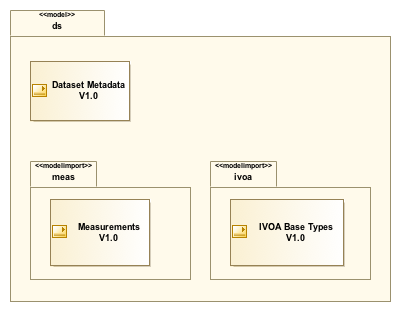 <<model>>
ds
Dataset Metadata
V1.0
<<modelimport>>
meas
Measurements
V1.0
<<modelimport>>
ivoa
IVOA Base Types
V1.0